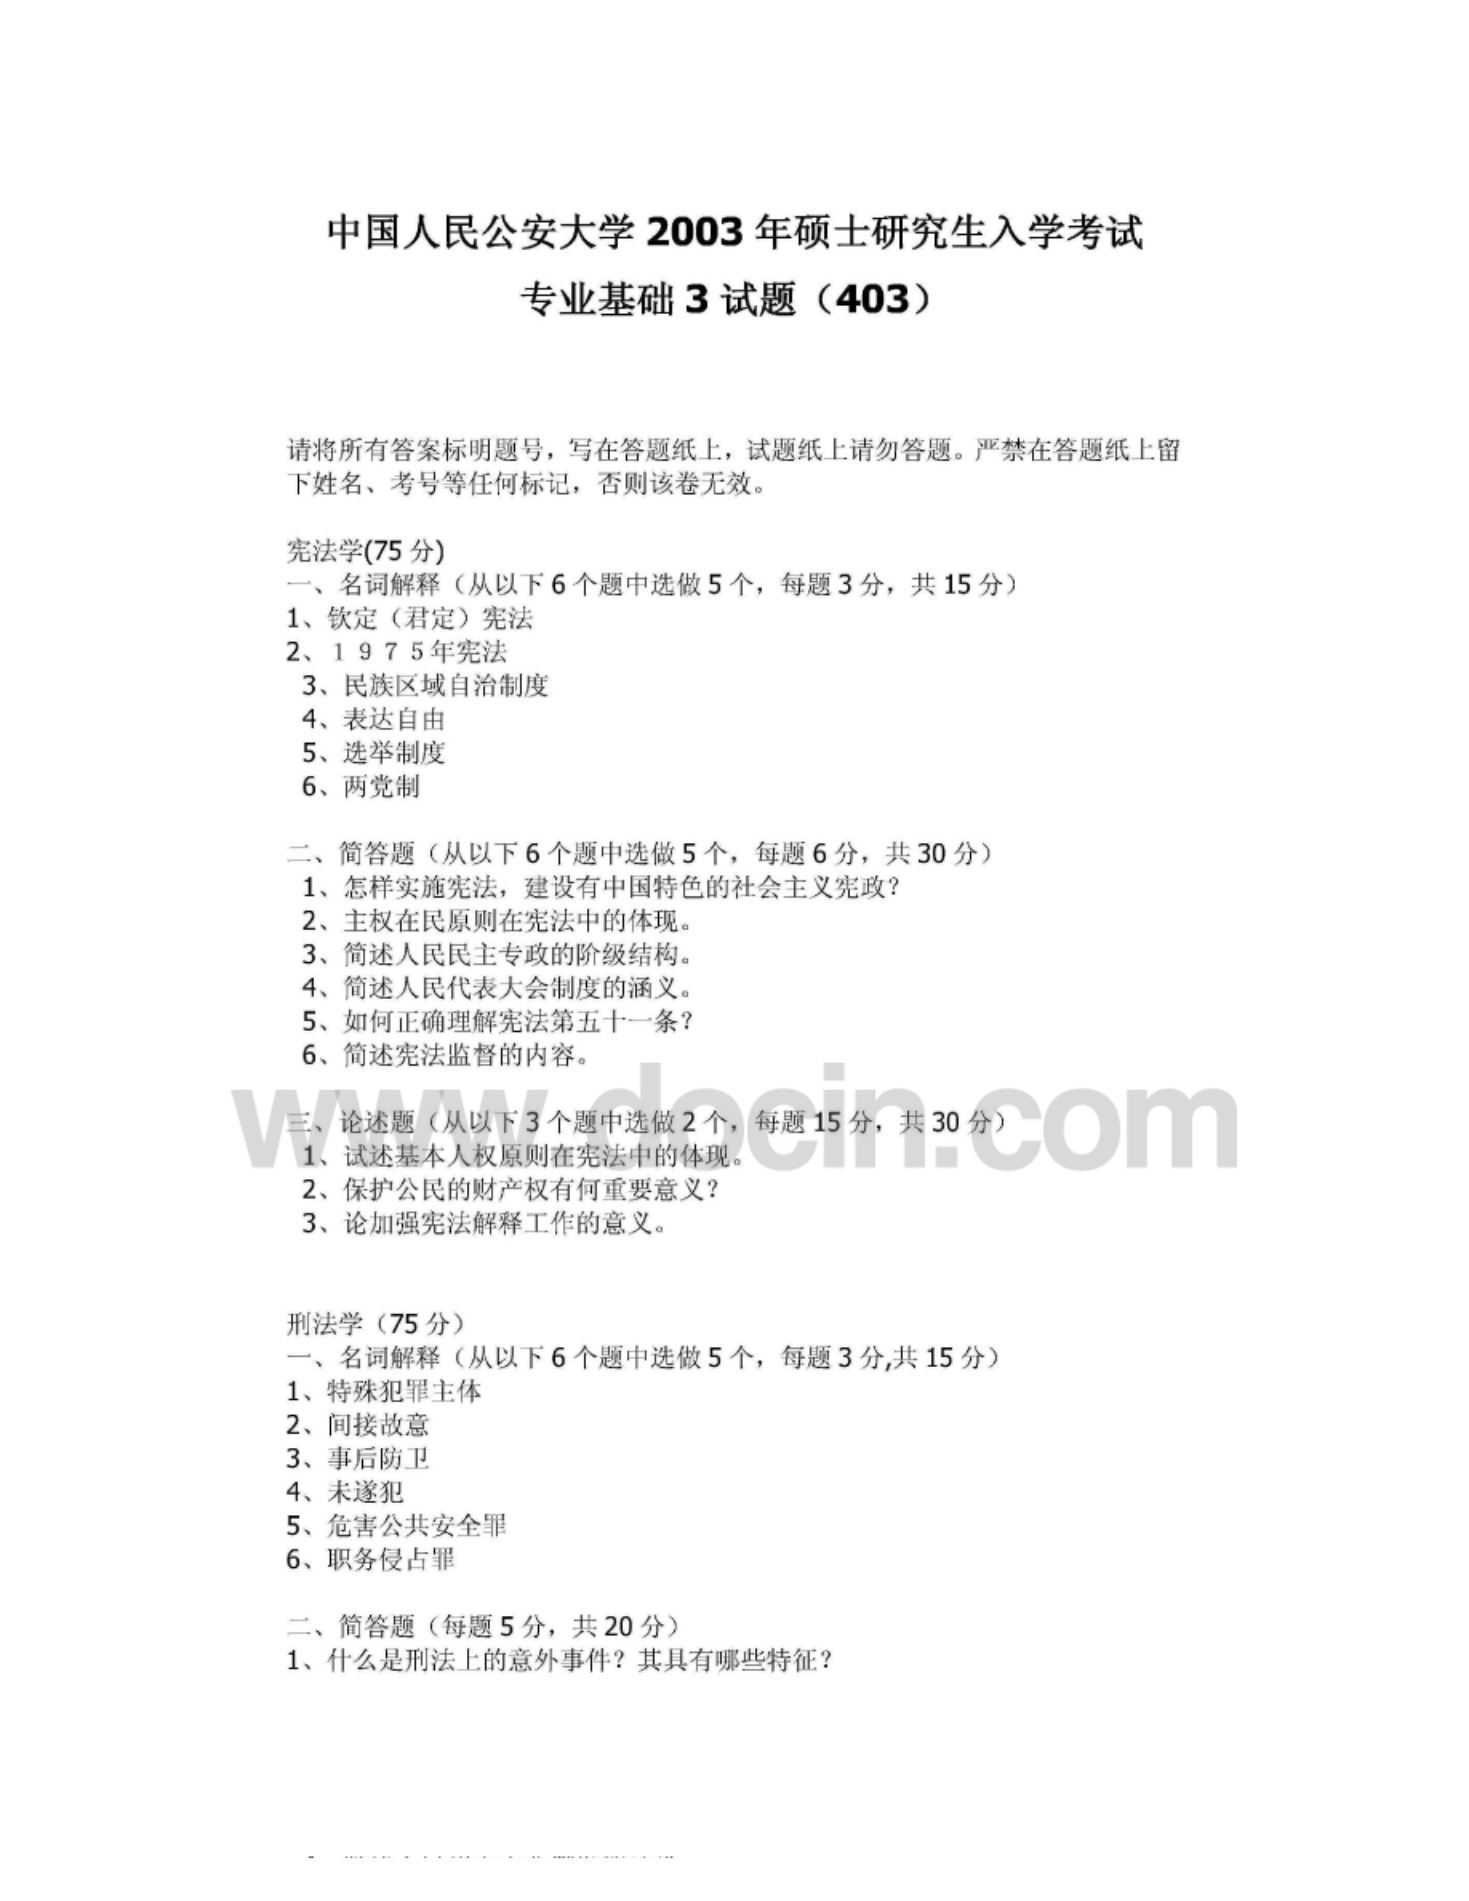 中国人民公安大学 2003 年硕士研究生入学考试
专业基础 3 试题（403）
请将所有答案标明题号，写在答题纸上，试题纸上请勿答题。严禁在答题纸上留
下姓名、考号等任何标记，否则该卷无效。
宪法学(75 分)
一、名词解释（从以下 6 个题中选做 5 个，每题 3 分，共 15 分）
1、钦定（君定）宪法
2、１９７５年宪法
3、民族区域自治制度
4、表达自由
5、选举制度
6、两党制
二、简答题（从以下 6 个题中选做 5 个，每题 6 分，共 30 分）
1、怎样实施宪法，建设有中国特色的社会主义宪政？
2、主权在民原则在宪法中的体现。
3、简述人民民主专政的阶级结构。
4、简述人民代表大会制度的涵义。
5、如何正确理解宪法第五十一条？
6、简述宪法监督的内容。
www.docin.com
三、论述题（从以下 3 个题中选做 2 个，每题 15 分，共 30 分）
1、试述基本人权原则在宪法中的体现。
2、保护公民的财产权有何重要意义？
3、论加强宪法解释工作的意义。
刑法学（75 分）
一、名词解释（从以下 6 个题中选做 5 个，每题 3 分,共 15 分）
1、特殊犯罪主体
2、间接故意
3、事后防卫
4、未遂犯
5、危害公共安全罪
6、职务侵占罪
二、简答题（每题 5 分，共 20 分）
1、什么是刑法上的意外事件？其具有哪些特征？